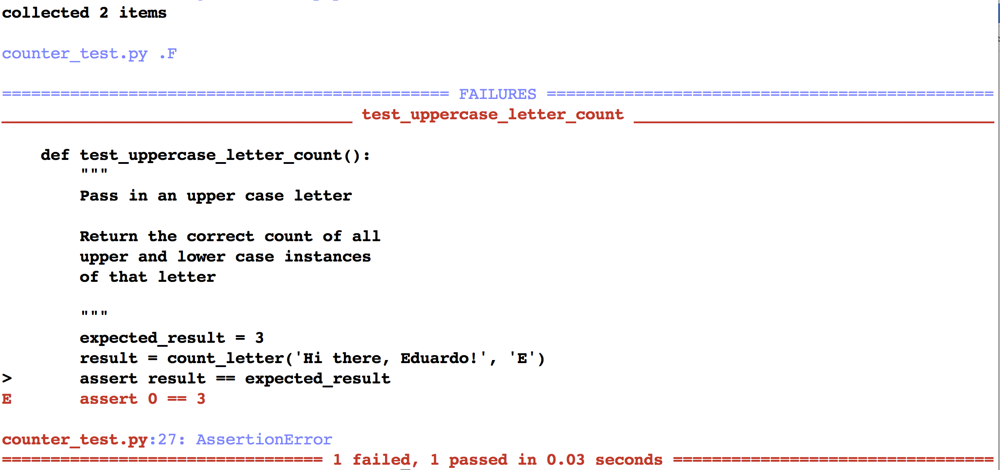 collected 2 items
counter_test.py .F
============================================== FAILURES ==============================================
____________________________________ test_uppercase_letter_count _____________________________________
    def test_uppercase_letter_count():
        """
        Pass in an upper case letter
        Return the correct count of all
        upper and lower case instances
        of that letter
        """
        expected_result = 3
        result = count_letter('Hi there, Eduardo!', 'E')
>       assert result == expected_result
E       assert 0 == 3
counter_test.py:27: AssertionError
================================= 1 failed, 1 passed in 0.03 seconds =================================